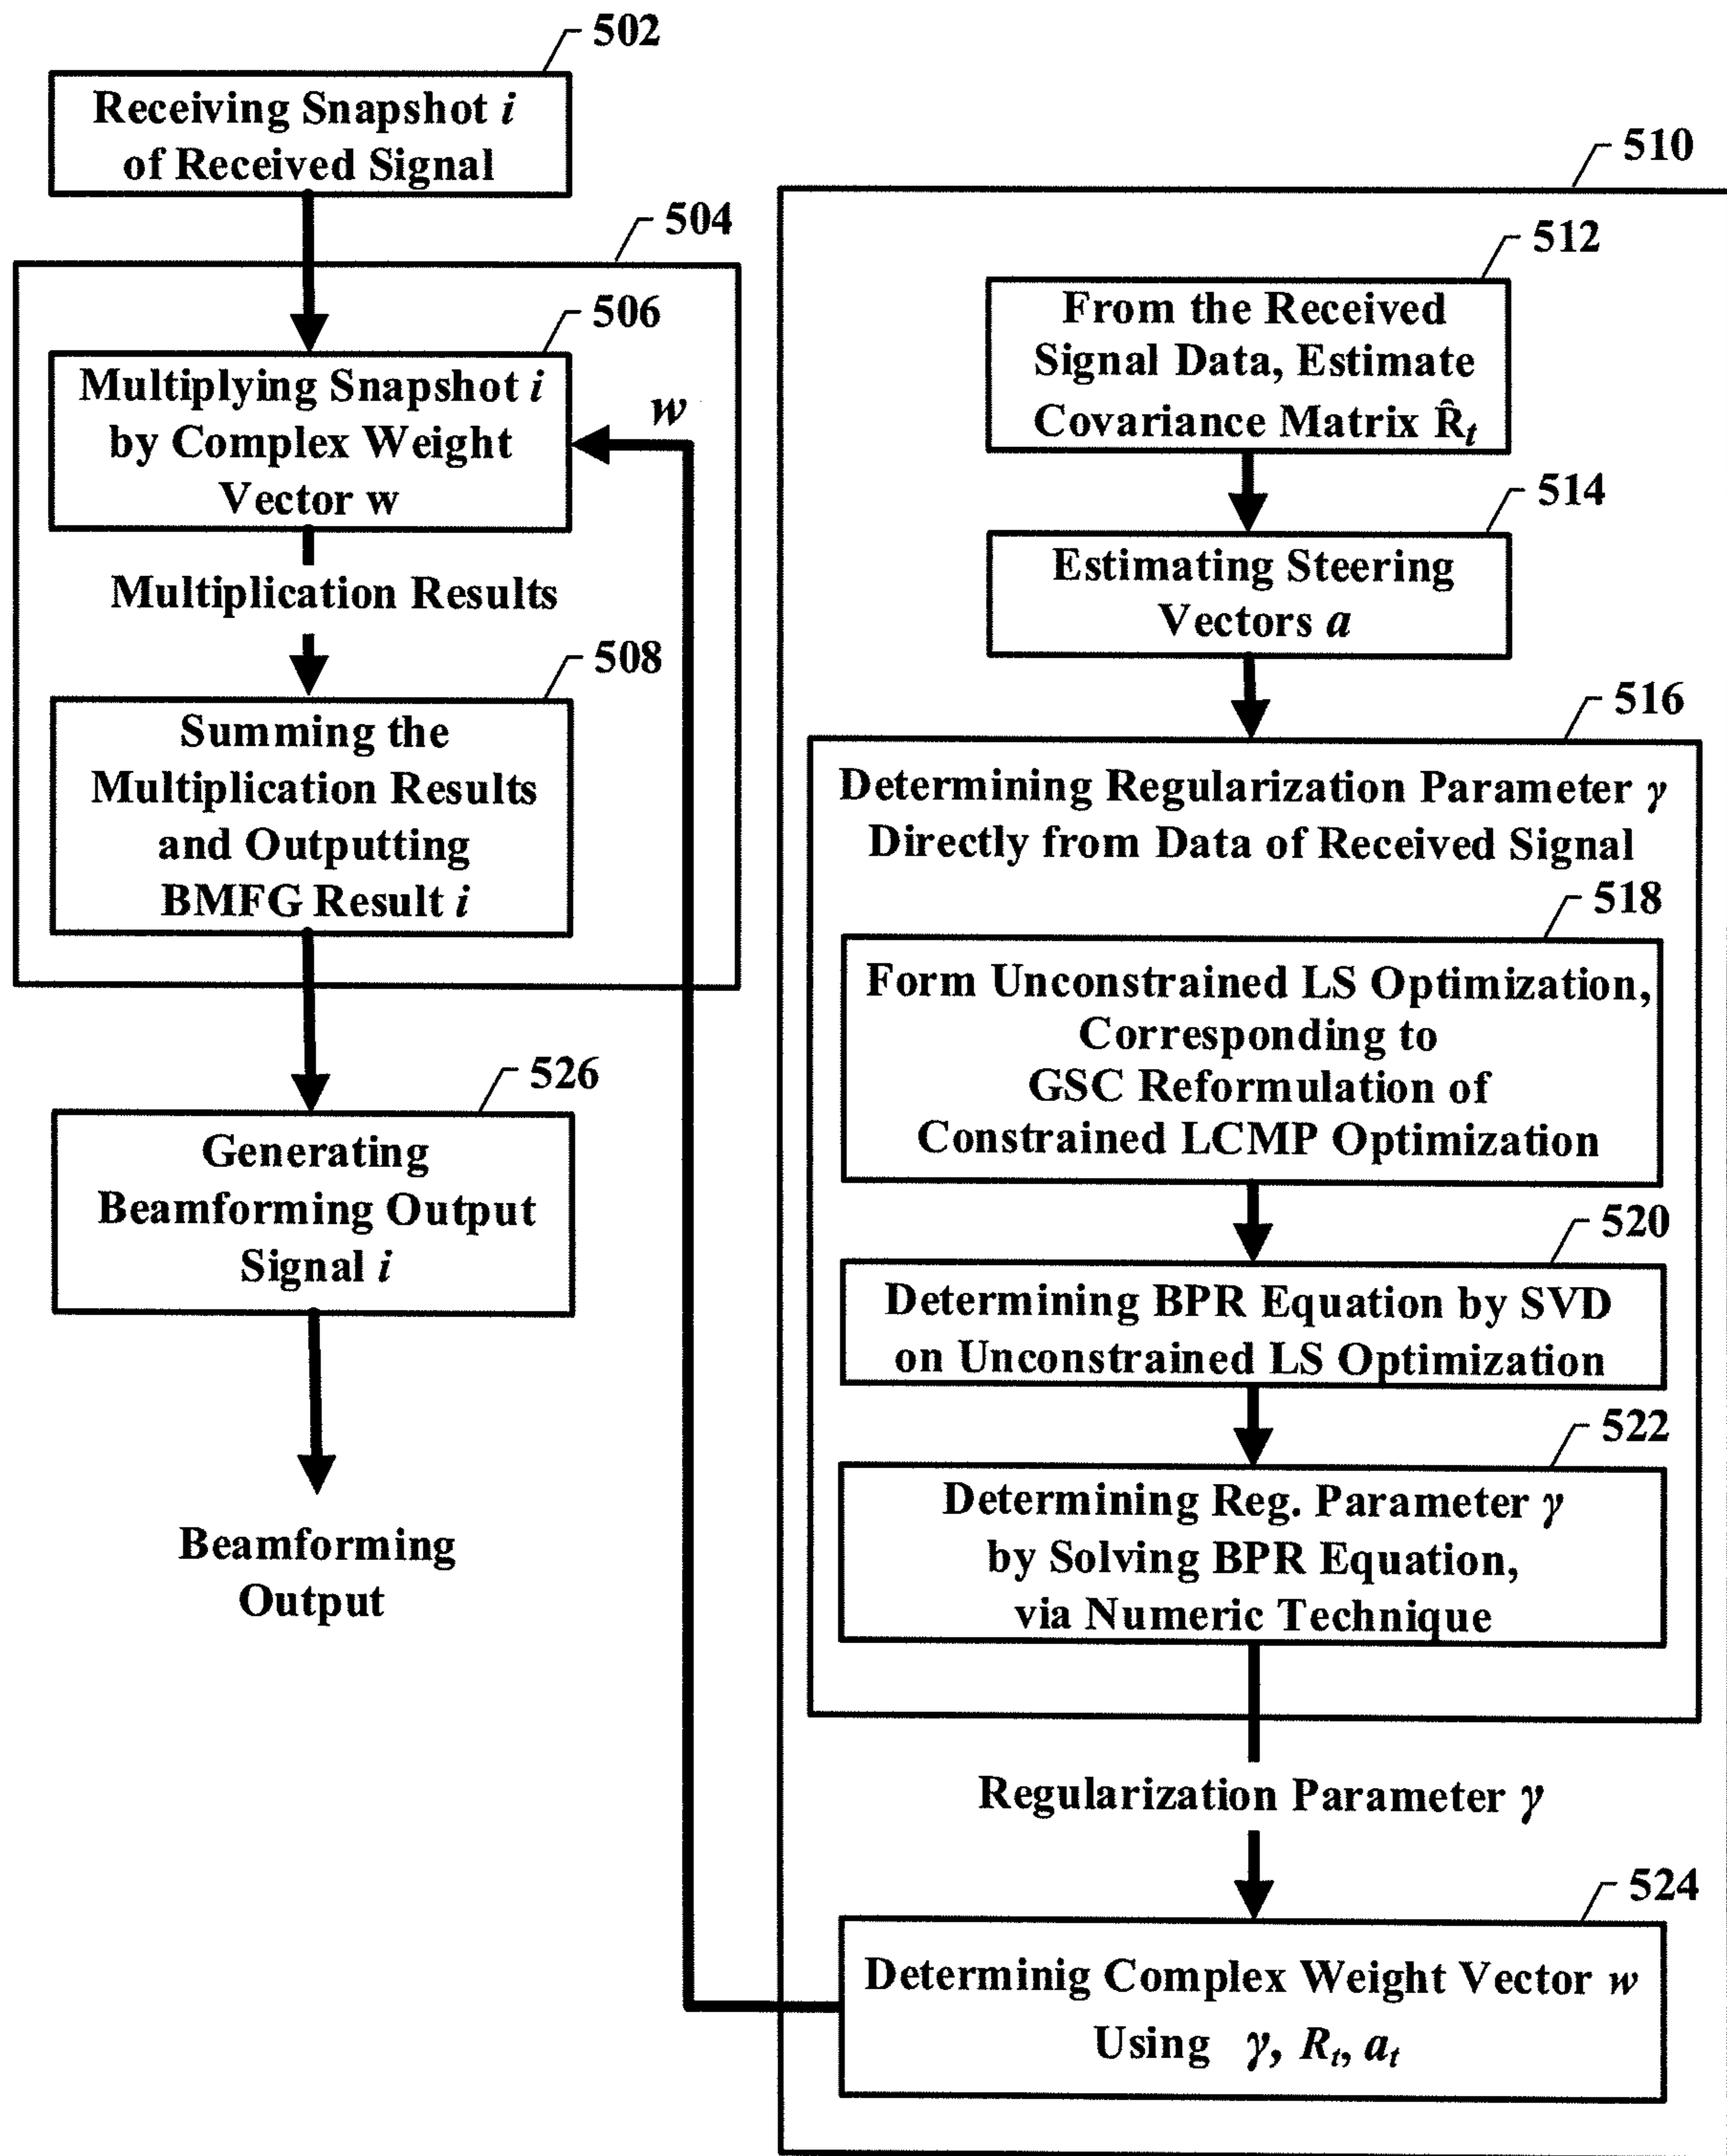 502
Receiving Snapshot i
of Received Signal
504
506
Multiplying Snapshot i
by Complex Weight
Vector w
w
Multiplication Results
508
Summing the
Multiplication Results
and Outputting
BMFG Result i
526
Generating
Beamforming Output
Signal i
Beamforming
Output
510
512
From the Received
Signal Data, Estimate
Covariance Matrix R̂t
514
Estimating Steering
Vectors a
516
Determining Regularization Parameter γ
Directly from Data of Received Signal
518
Form Unconstrained LS Optimization,
Corresponding to
GSC Reformulation of
Constrained LCMP Optimization
520
Determining BPR Equation by SVD
on Unconstrained LS Optimization
522
Determining Reg. Parameter γ
by Solving BPR Equation,
via Numeric Technique
Regularization Parameter γ
524
Determinig Complex Weight Vector w
Using γ, Rt, at